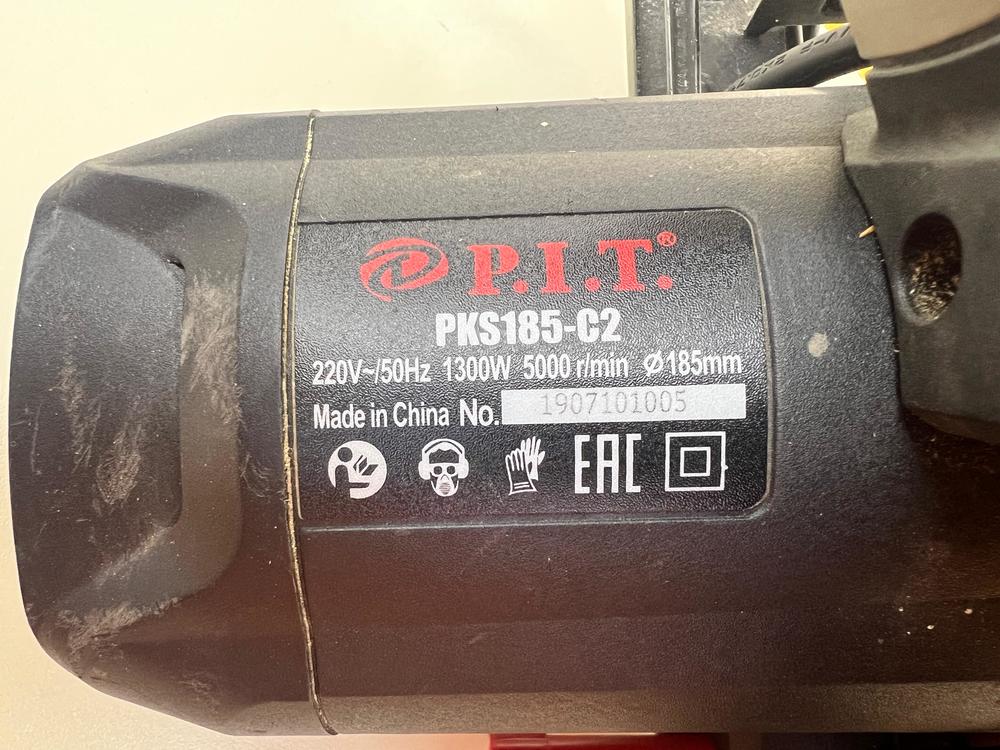 P.I.T.®
PKS185-C2
220V~/50Hz 1300W 5000 r/min Ø185mm
Made in China No. 1907101005
EAC